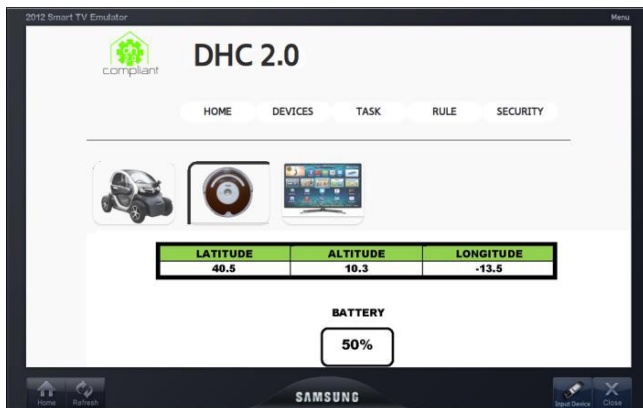 2012 Smart TV Emulator Menu
DHC 2.0
compliant
HOME DEVICES TASK RULE SECURITY
LATITUDE ALTITUDE LONGITUDE
40.5 10.3 -13.5
BATTERY
50%
Home Refresh SAMSUNG Input Device Close